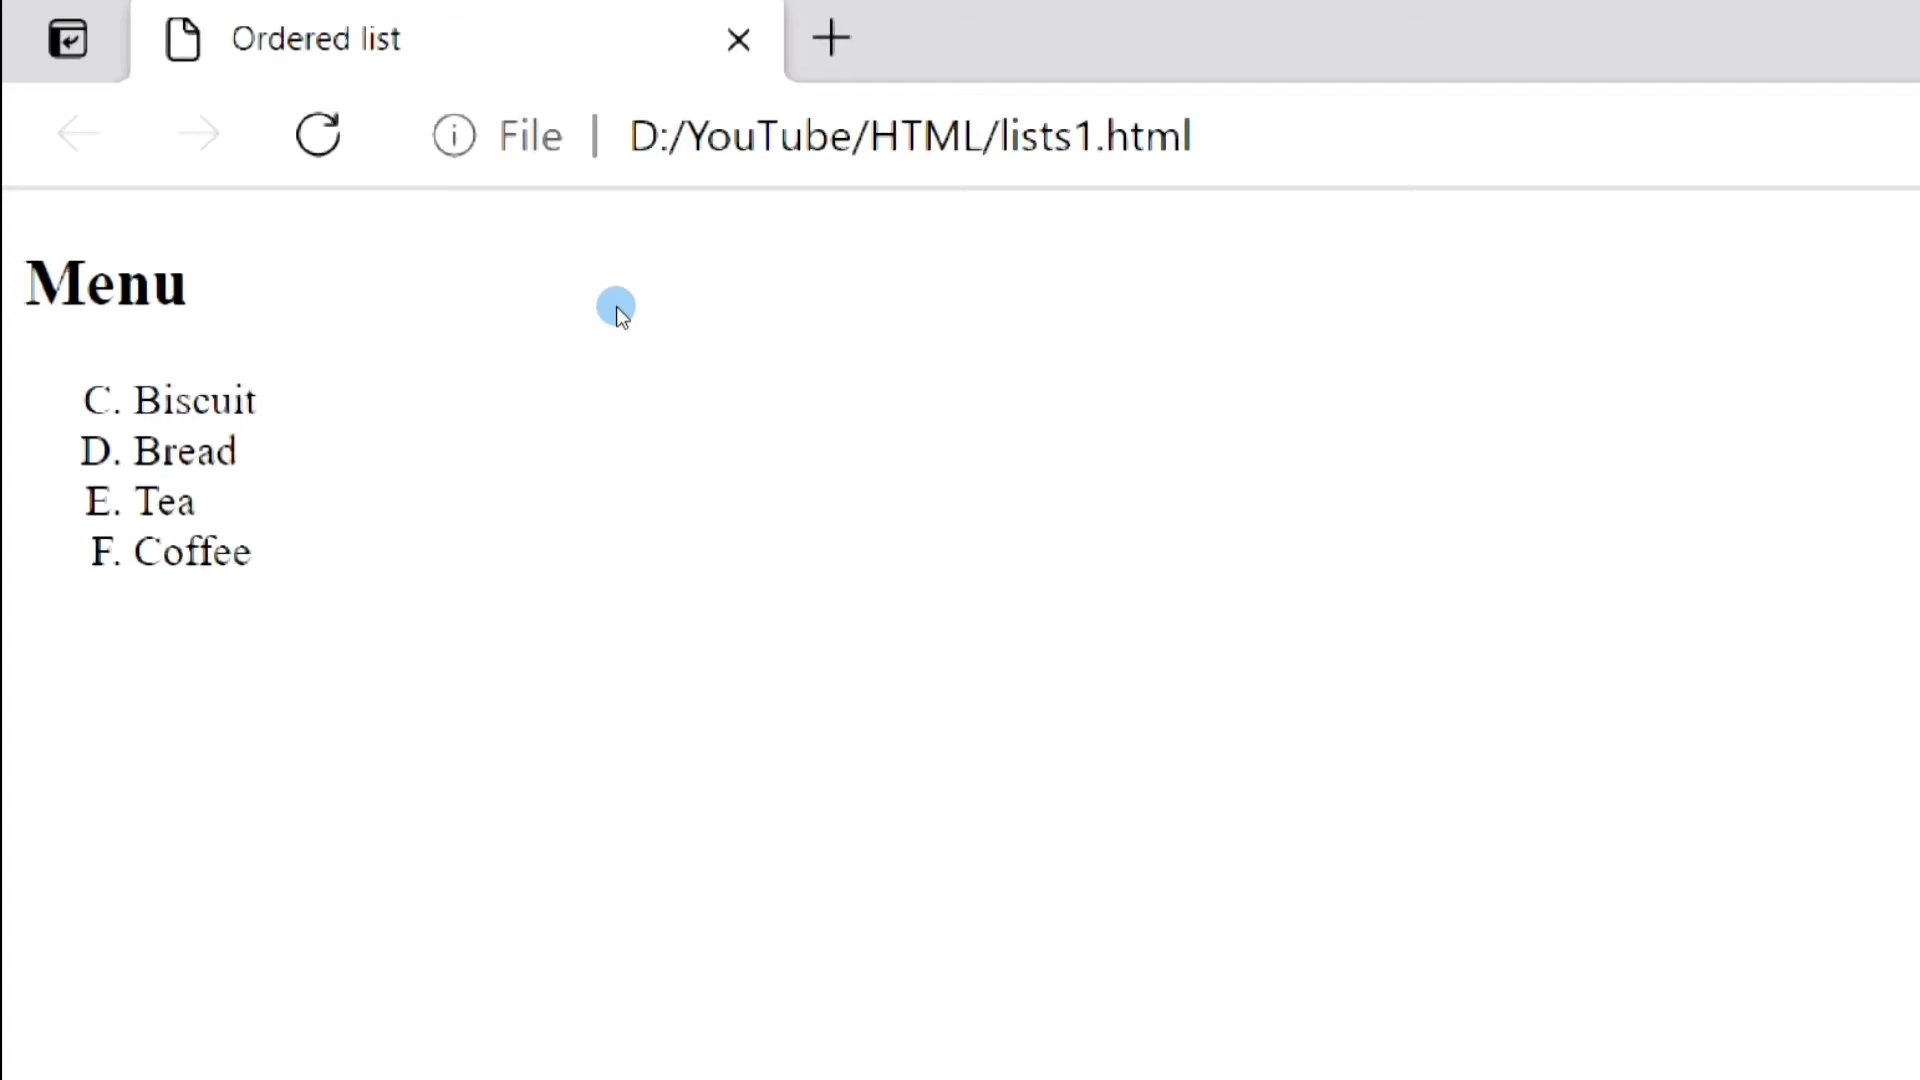 Ordered list
File | D:/YouTube/HTML/lists1.html
Menu
C. Biscuit
D. Bread
E. Tea
F. Coffee